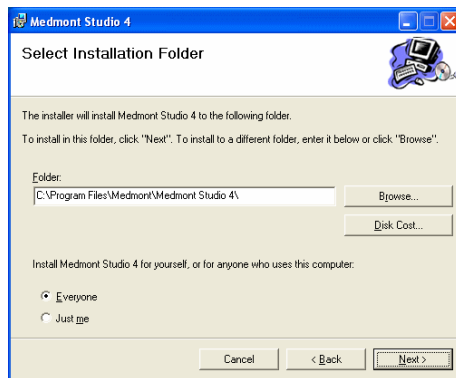 Medmont Studio 4
Select Installation Folder
The installer will install Medmont Studio 4 to the following folder.
To install in this folder, click "Next". To install to a different folder, enter it below or click "Browse".
Folder:
C:\Program Files\Medmont\Medmont Studio 4\
Browse...
Disk Cost...
Install Medmont Studio 4 for yourself, or for anyone who uses this computer:
Everyone
Just me
Cancel
< Back
Next >